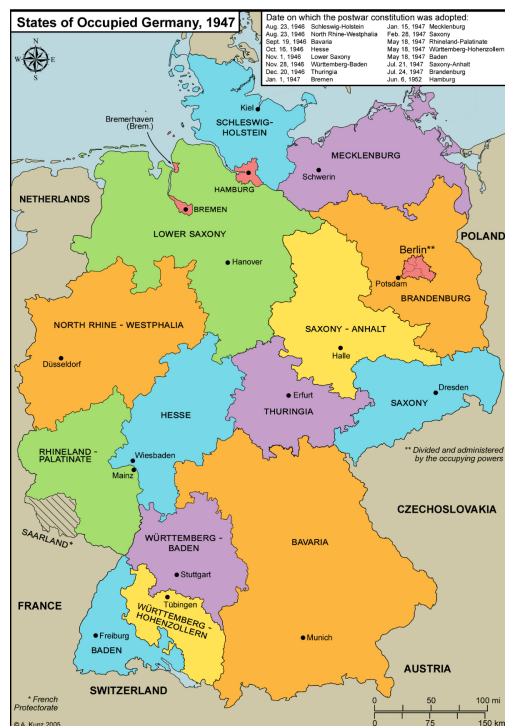 States of Occupied Germany, 1947
Date on which the postwar constitution was adopted:
Aug. 23, 1946 Schleswig-Holstein
Aug. 23, 1946 North Rhine-Westphalia
Sept. 19, 1946 Bavaria
Oct. 16, 1946 Hesse
Nov. 1, 1946 Lower Saxony
Nov. 28, 1946 Württemberg-Baden
Dec. 20, 1946 Thuringia
Jan. 1, 1947 Bremen
Jan. 15, 1947 Mecklenburg
Feb. 28, 1947 Saxony
May 18, 1947 Rhineland-Palatinate
May 18, 1947 Württemberg-Hohenzollern
May 18, 1947 Baden
Jul. 21, 1947 Saxony-Anhalt
Jul. 24, 1947 Brandenburg
Jun. 6, 1952 Hamburg
N
E
S
W
Kiel
SCHLESWIG-
HOLSTEIN
Bremerhaven
(Brem.)
MECKLENBURG
Schwerin
HAMBURG
NETHERLANDS
BREMEN
LOWER SAXONY
POLAND
Berlin**
Hanover
Potsdam
BRANDENBURG
NORTH RHINE - WESTPHALIA
SAXONY - ANHALT
Halle
Düsseldorf
Dresden
Erfurt
SAXONY
HESSE
THURINGIA
RHINELAND-
PALATINATE
Wiesbaden
Mainz
** Divided and administered
by the occupying powers
SAARLAND*
CZECHOSLOVAKIA
WÜRTTEMBERG -
BADEN
BAVARIA
Stuttgart
Tübingen
WÜRTTEMBERG -
HOHENZOLLERN
FRANCE
Freiburg
BADEN
Munich
AUSTRIA
SWITZERLAND
* French
Protectorate
0 50 100 mi
0 75 150 km
© A. Kunz 2005